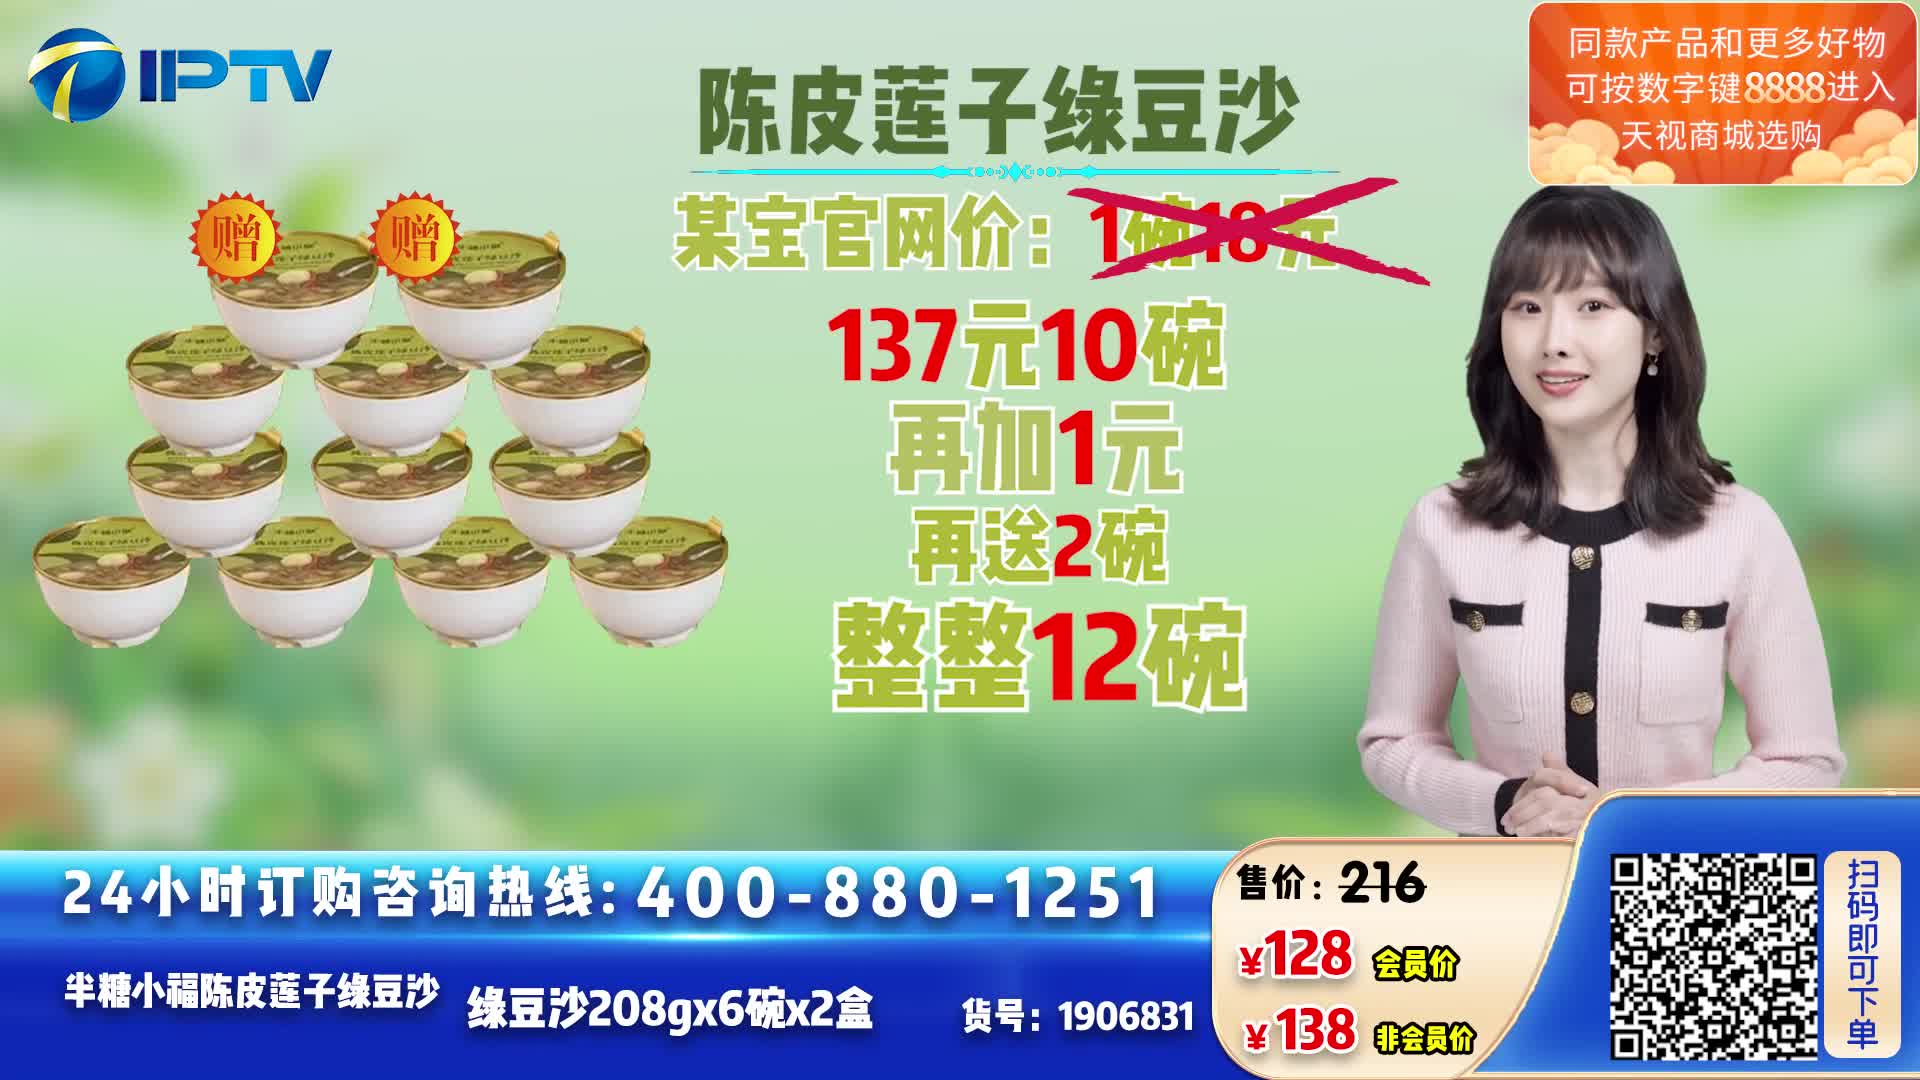 IPTV
同款产品和更多好物
可按数字键8888进入
天视商城选购
陈皮莲子绿豆沙
某宝官网价：1碗18元
赠 赠
137元10碗
再加1元
再送2碗
整整12碗
24小时订购咨询热线:400-880-1251
半糖小福陈皮莲子绿豆沙
绿豆沙208gx6碗x2盒
货号：1906831
售价：216
¥128 会员价
¥138 非会员价
扫码即可下单